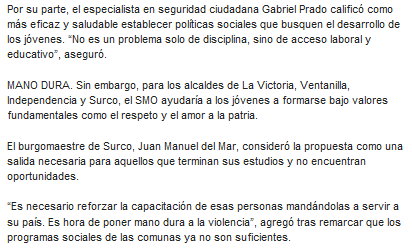 Por su parte, el especialista en seguridad ciudadana Gabriel Prado calificó como
más eficaz y saludable establecer políticas sociales que busquen el desarrollo de
los jóvenes. “No es un problema solo de disciplina, sino de acceso laboral y
educativo”, aseguró.
MANO DURA. Sin embargo, para los alcaldes de La Victoria, Ventanilla,
Independencia y Surco, el SMO ayudaría a los jóvenes a formarse bajo valores
fundamentales como el respeto y el amor a la patria.
El burgomaestre de Surco, Juan Manuel del Mar, consideró la propuesta como una
salida necesaria para aquellos que terminan sus estudios y no encuentran
oportunidades.
“Es necesario reforzar la capacitación de esas personas mandándolas a servir a
su país. Es hora de poner mano dura a la violencia”, agregó tras remarcar que los
programas sociales de las comunas ya no son suficientes.